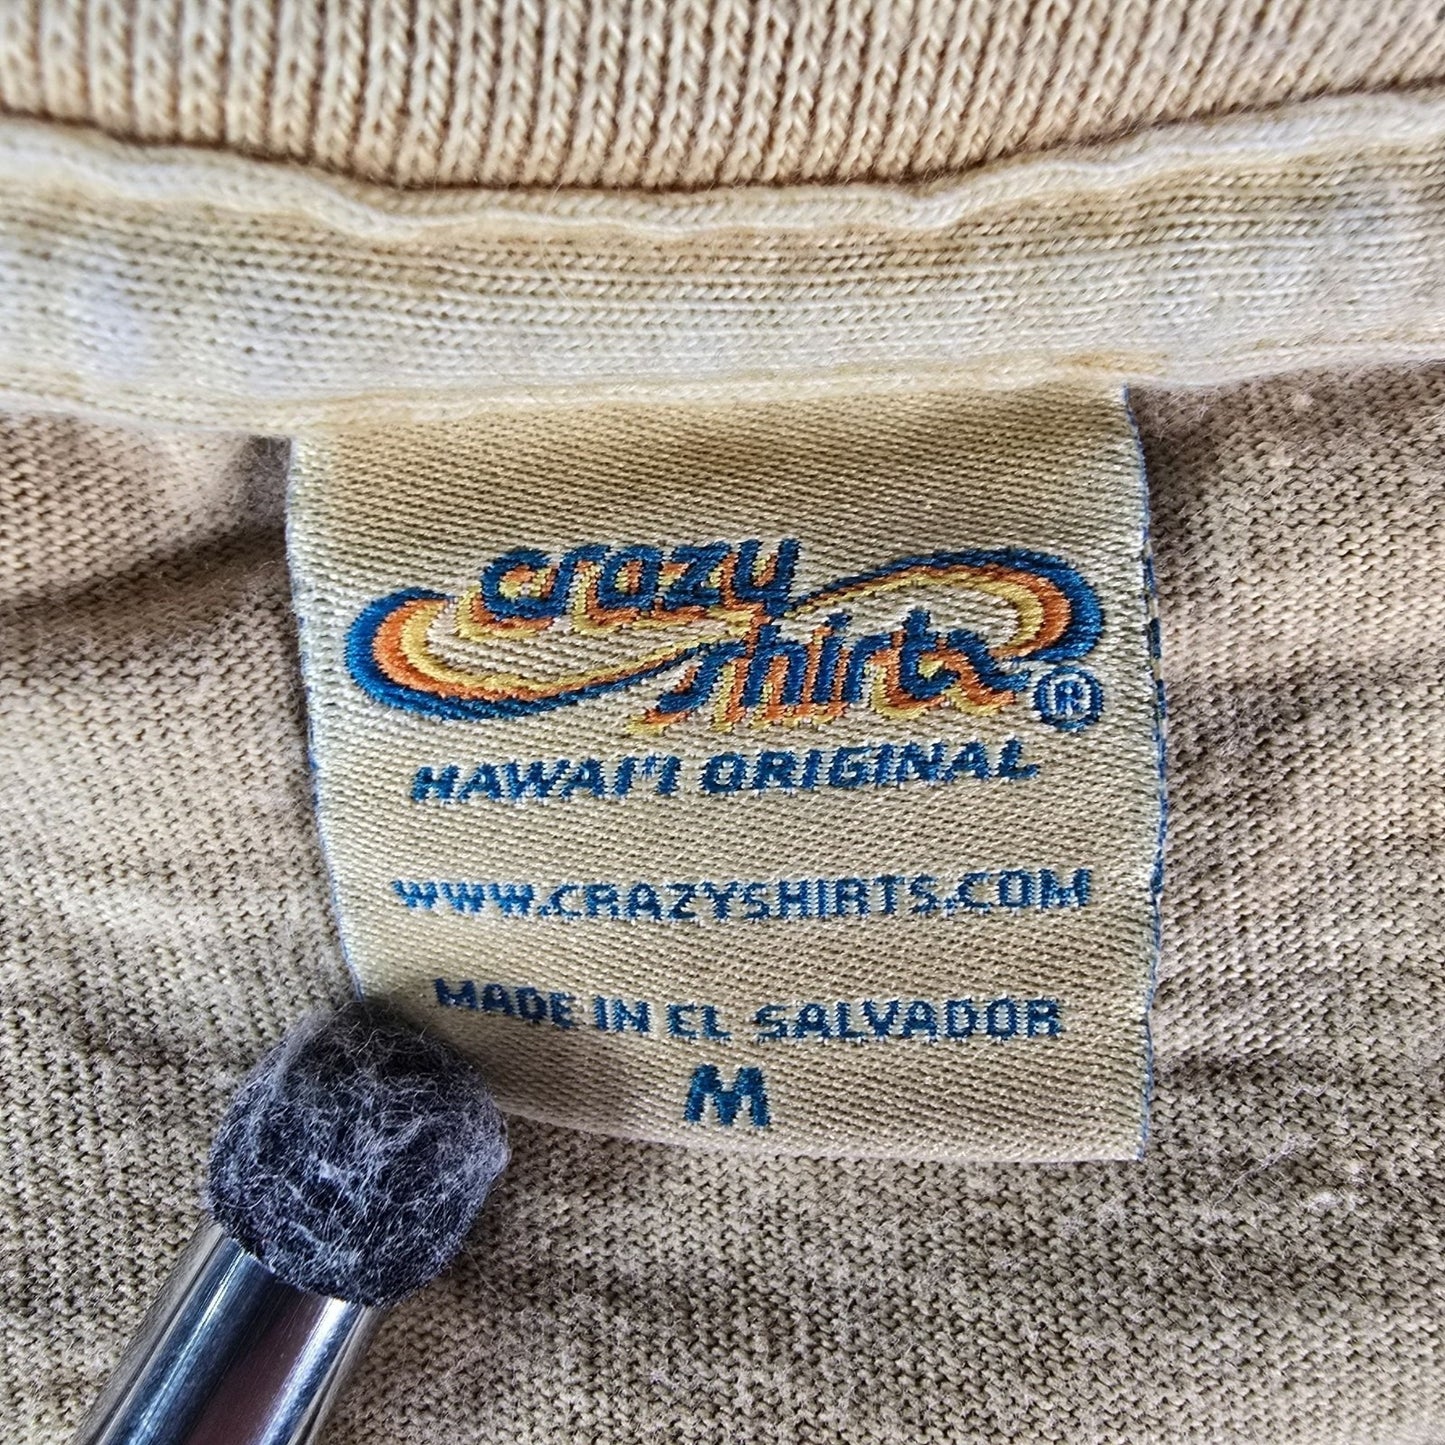 crazy
shirts ®
HAWAI'I ORIGINAL
WWW.CRAZYSHIRTS.COM
MADE IN EL SALVADOR
M